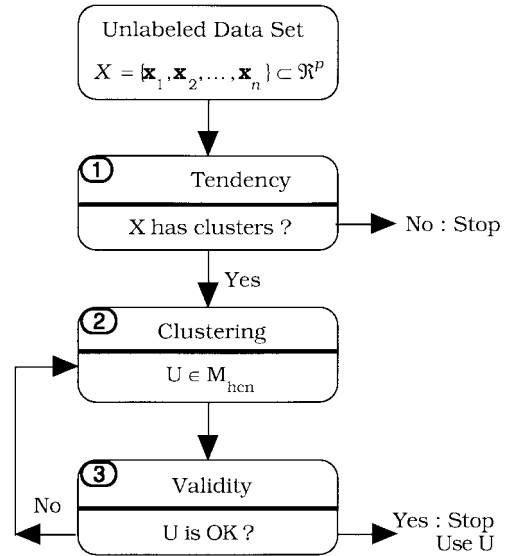 Unlabeled Data Set
X = {𝐱₁, 𝐱₂, ..., 𝐱ₙ} ⊂ ℜᵖ
1
Tendency
X has clusters ?
No : Stop
Yes
2
Clustering
U ∈ M_hcn
3
Validity
No
U is OK ?
Yes : Stop
Use U